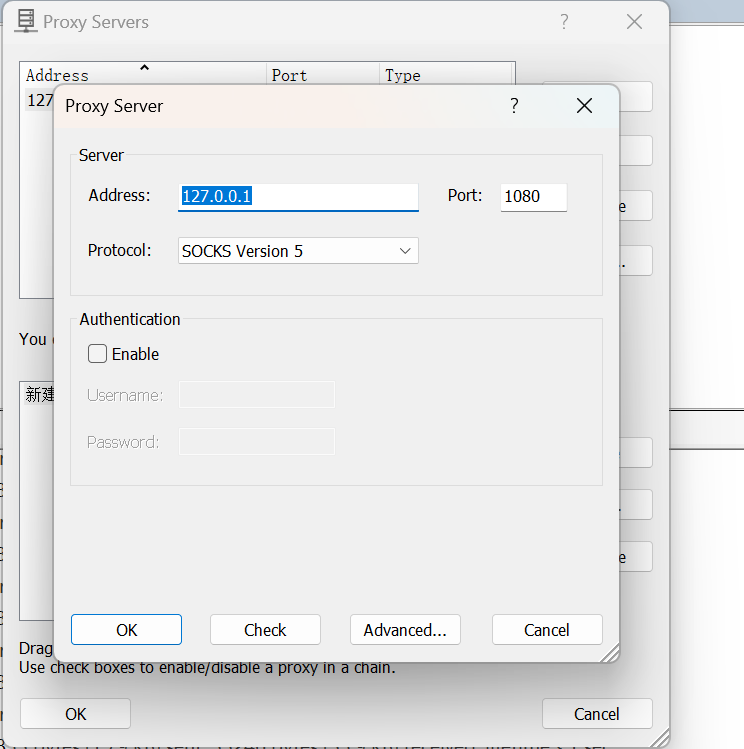 Proxy Servers
?
Address Port Type
127
Proxy Server
?
Server
Address: 127.0.0.1 Port: 1080
Protocol: SOCKS Version 5
You
Authentication
Enable
Username:
新建
Password:
OK Check Advanced... Cancel
Drag
Use check boxes to enable/disable a proxy in a chain.
OK Cancel